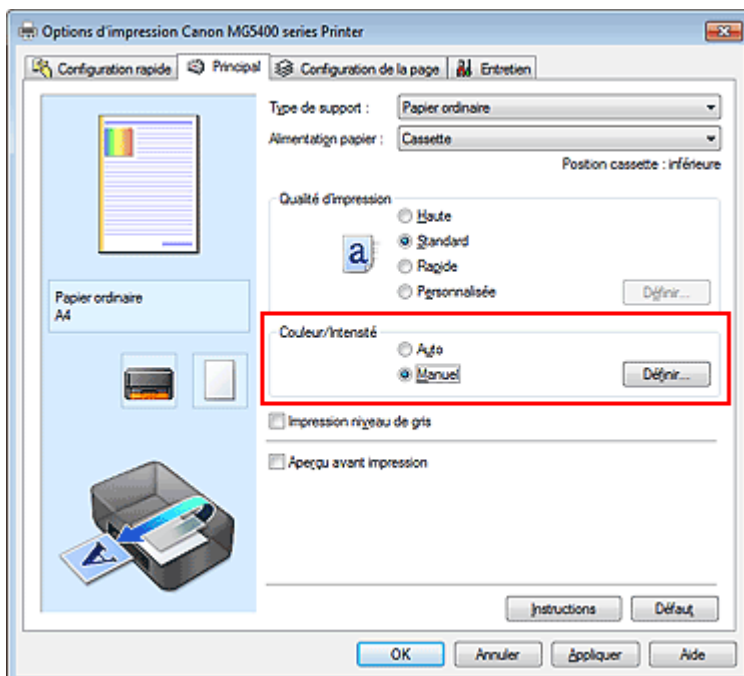 Options d'impression Canon MG5400 series Printer
Configuration rapide Principal Configuration de la page Entretien
Type de support : Papier ordinaire
Alimentation papier : Cassette
Position cassette : inférieure
Qualité d'impression
Haute
Standard
Rapide
Personnalisée Définir...
Papier ordinaire
A4
Couleur/Intensité
Auto
Manuel Définir...
Impression niveau de gris
Aperçu avant impression
Instructions Défaut
OK Annuler Appliquer Aide